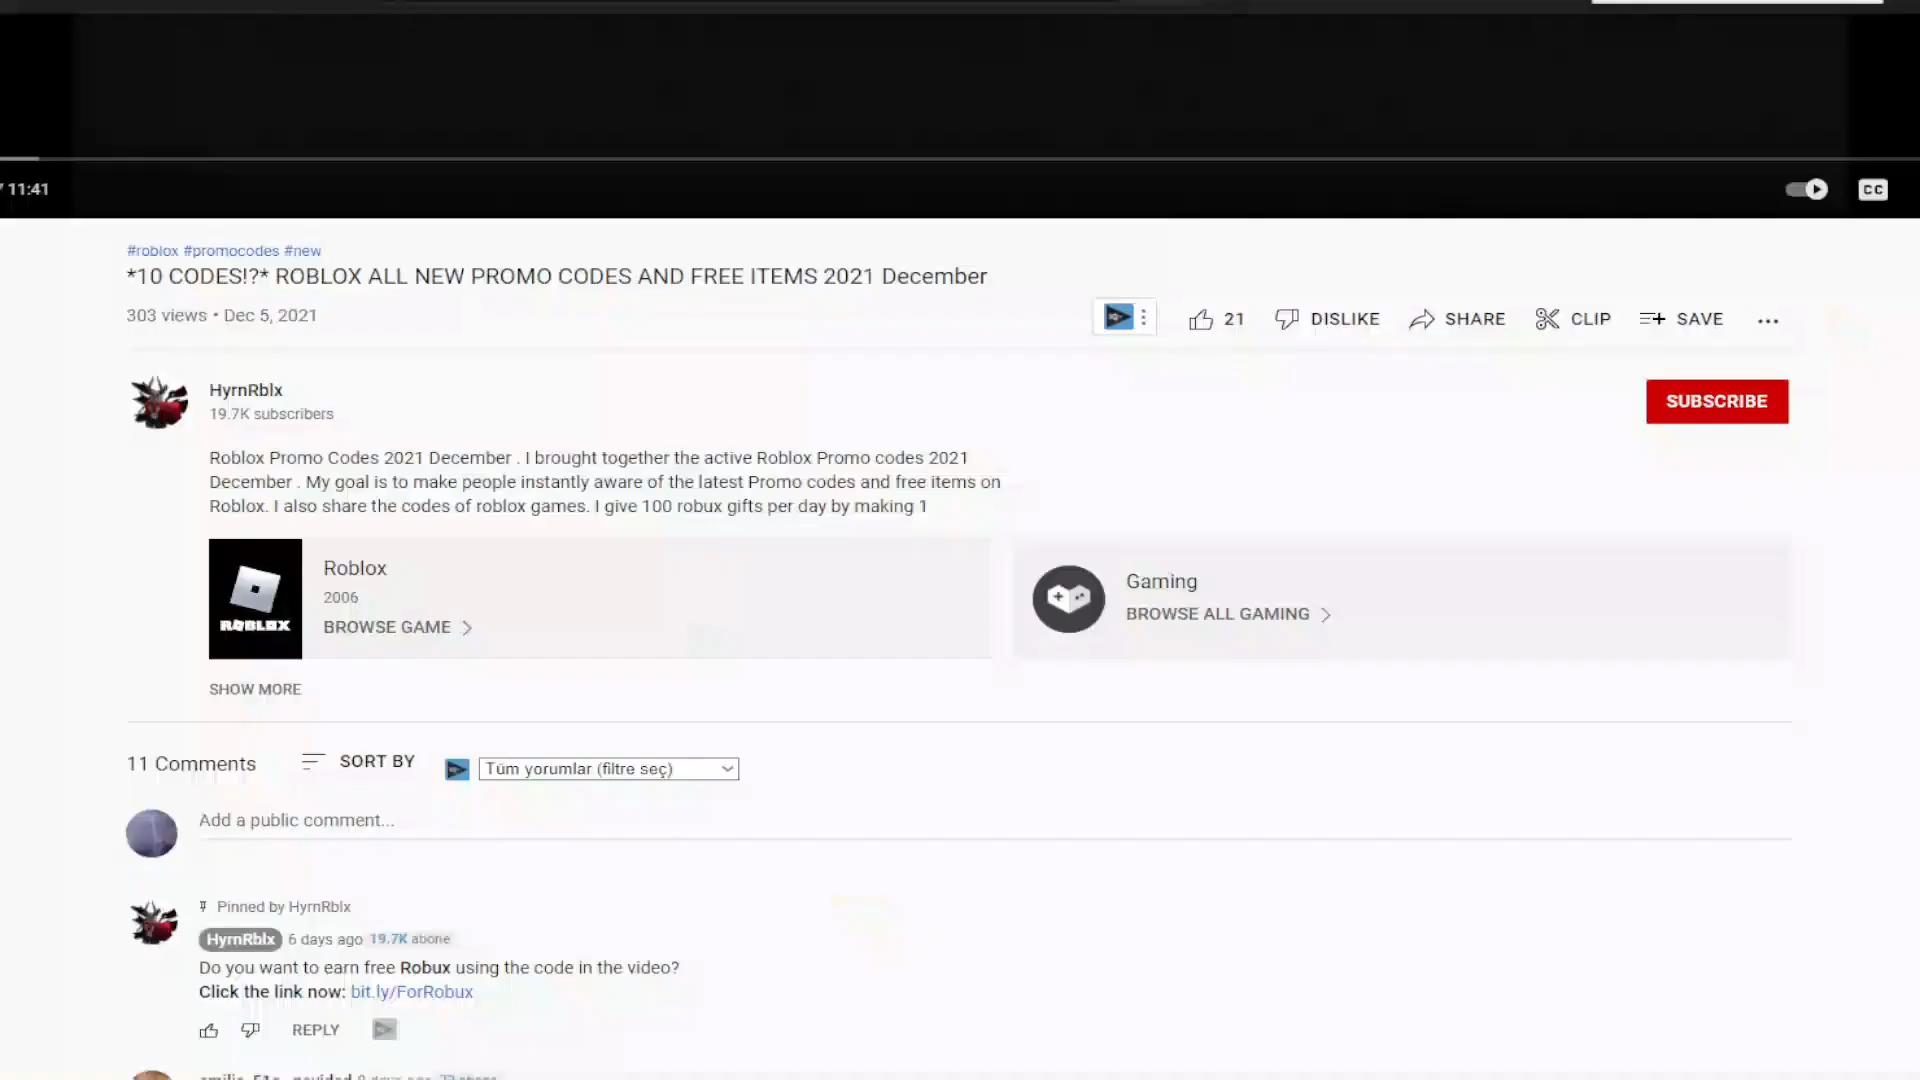 / 11:41
CC
#roblox #promocodes #new
*10 CODES!?* ROBLOX ALL NEW PROMO CODES AND FREE ITEMS 2021 December
303 views • Dec 5, 2021
21 DISLIKE SHARE CLIP SAVE
HyrnRblx
19.7K subscribers
SUBSCRIBE
Roblox Promo Codes 2021 December . I brought together the active Roblox Promo codes 2021
December . My goal is to make people instantly aware of the latest Promo codes and free items on
Roblox. I also share the codes of roblox games. I give 100 robux gifts per day by making 1
ROBLOX
Roblox
2006
BROWSE GAME
Gaming
BROWSE ALL GAMING
SHOW MORE
11 Comments SORT BY Tüm yorumlar (filtre seç)
Add a public comment...
Pinned by HyrnRblx
HyrnRblx 6 days ago 19.7K abone
Do you want to earn free Robux using the code in the video?
Click the link now: bit.ly/ForRobux
REPLY